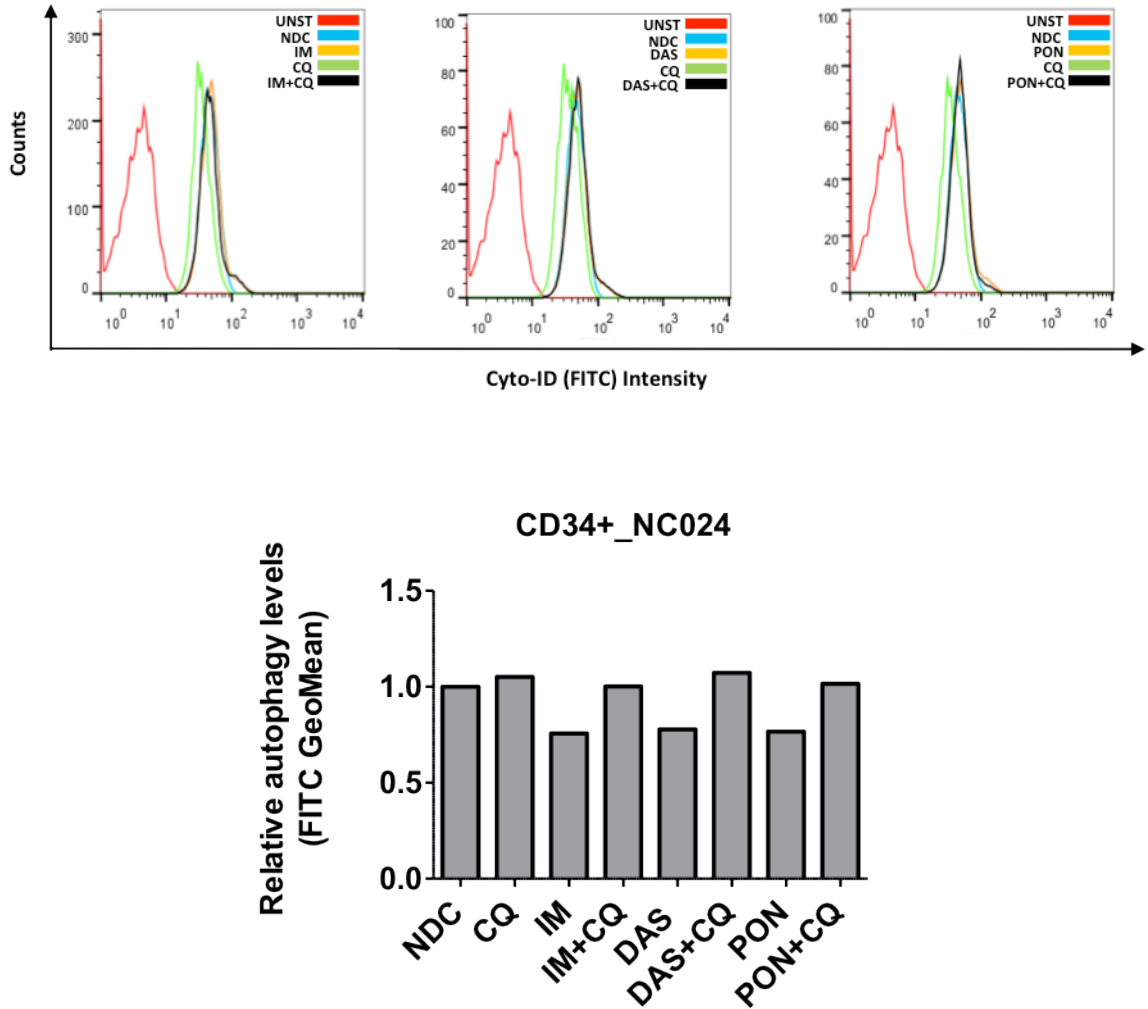 UNST
NDC
IM
CQ
IM+CQ
300
200
100
0
10^0 10^1 10^2 10^3 10^4
UNST
NDC
DAS
CQ
DAS+CQ
100
80
60
40
20
0
10^0 10^1 10^2 10^3 10^4
UNST
NDC
PON
CQ
PON+CQ
100
80
60
40
20
0
10^0 10^1 10^2 10^3 10^4
Counts
Cyto-ID (FITC) Intensity
CD34+_NC024
Relative autophagy levels
(FITC GeoMean)
1.5
1.0
0.5
0.0
NDC
CQ
IM
IM+CQ
DAS
DAS+CQ
PON
PON+CQ